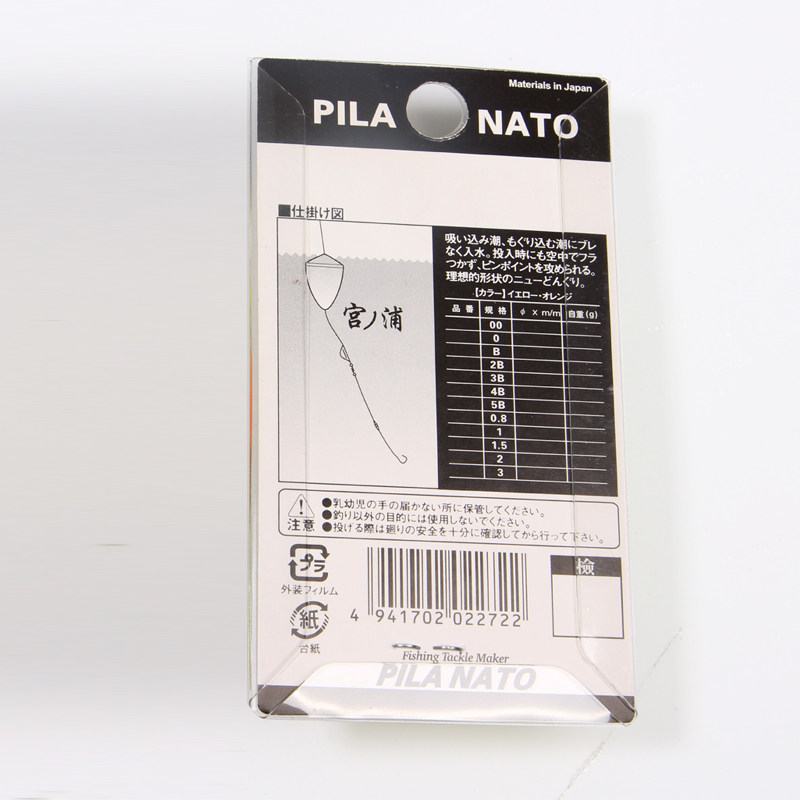 Materials in Japan
PILA NATO
■仕掛け図
宮ノ浦
吸い込み潮、もぐり込む潮にブレ
なく入水。投入時にも空中でフラ
つかず、ピンポイントを攻められる。
理想的形状のニューどんぐり。
【カラー】イエロー・オレンジ
品番 規格 φ x m/m 自重(g)
00
0
B
2B
3B
4B
5B
0.8
1
1.5
2
3
注意
●乳幼児の手の届かない所に保管してください。
●釣り以外の目的には使用しないでください。
●投げる際は廻りの安全を十分に確認してから行って下さい。
プラ
外装フィルム
紙
台紙
4 941702 022722
検
Fishing Tackle Maker
PILA NATO